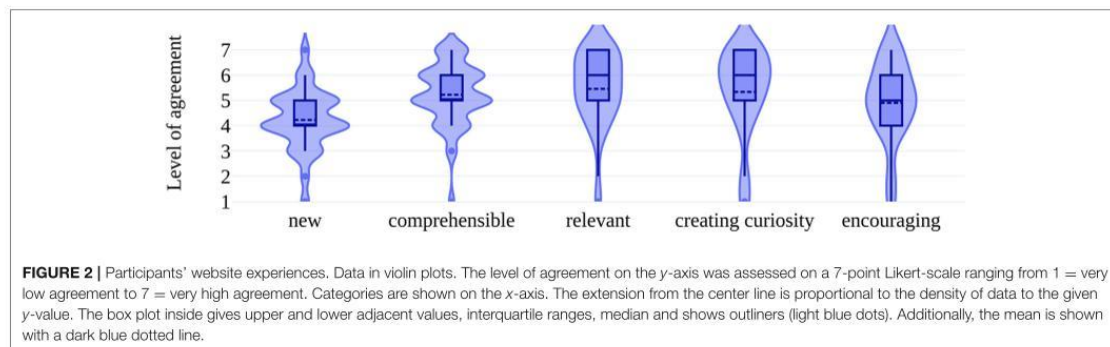 Level of agreement
7
6
5
4
3
2
1
new comprehensible relevant creating curiosity encouraging
FIGURE 2 | Participants’ website experiences. Data in violin plots. The level of agreement on the y-axis was assessed on a 7-point Likert-scale ranging from 1 = very
low agreement to 7 = very high agreement. Categories are shown on the x-axis. The extension from the center line is proportional to the density of data to the given
y-value. The box plot inside gives upper and lower adjacent values, interquartile ranges, median and shows outliners (light blue dots). Additionally, the mean is shown
with a dark blue dotted line.